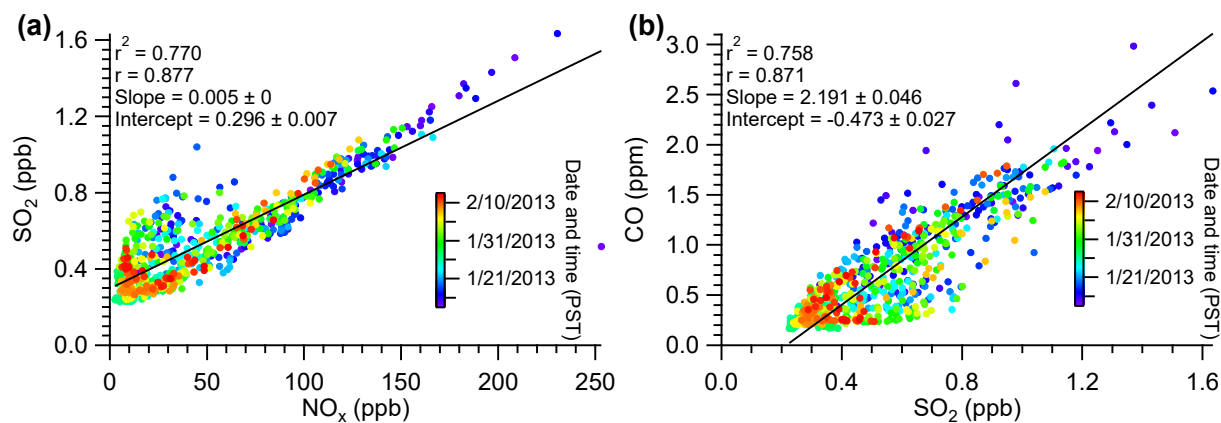 (a)
r² = 0.770
r = 0.877
Slope = 0.005 ± 0
Intercept = 0.296 ± 0.007
SO₂ (ppb)
1.6
1.2
0.8
0.4
0.0
0
50
100
150
200
250
NOₓ (ppb)
2/10/2013
1/31/2013
1/21/2013
Date and time (PST)
(b)
r² = 0.758
r = 0.871
Slope = 2.191 ± 0.046
Intercept = -0.473 ± 0.027
CO (ppm)
3.0
2.5
2.0
1.5
1.0
0.5
0.0
0.0
0.4
0.8
1.2
1.6
SO₂ (ppb)
2/10/2013
1/31/2013
1/21/2013
Date and time (PST)